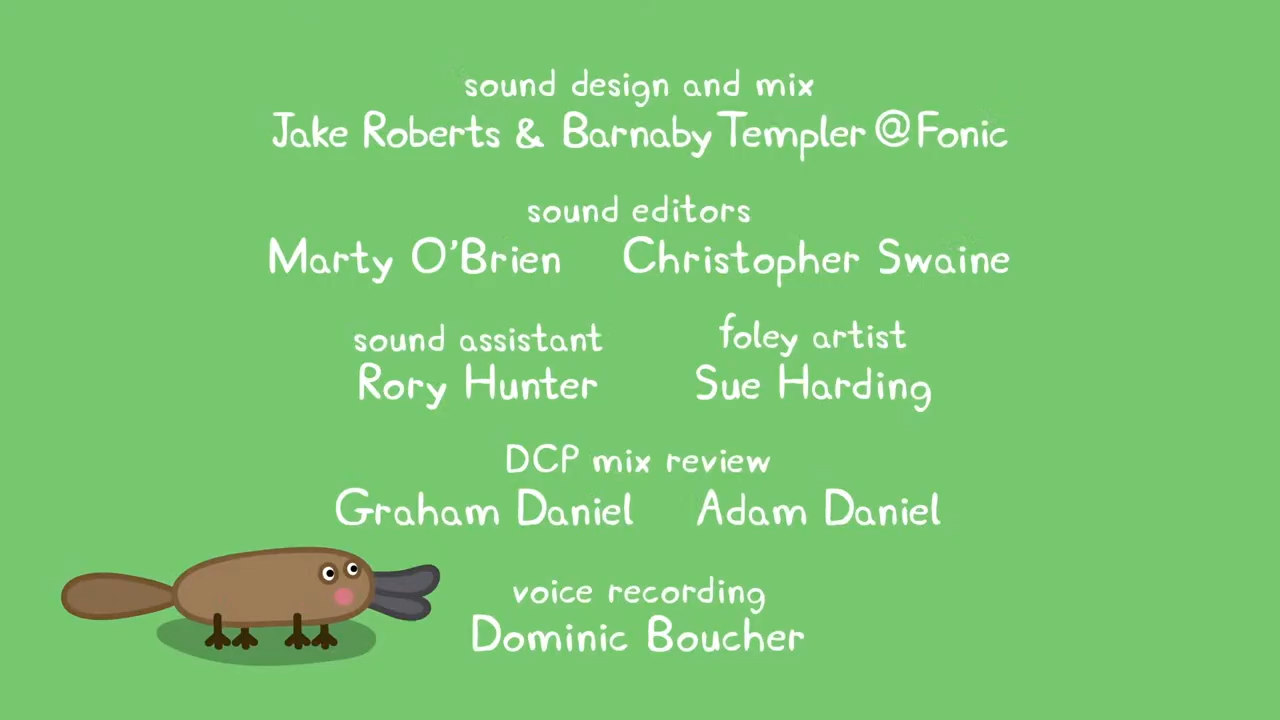 sound design and mix
Jake Roberts & Barnaby Templer @ Fonic
sound editors
Marty O'Brien Christopher Swaine
sound assistant foley artist
Rory Hunter Sue Harding
DCP mix review
Graham Daniel Adam Daniel
voice recording
Dominic Boucher